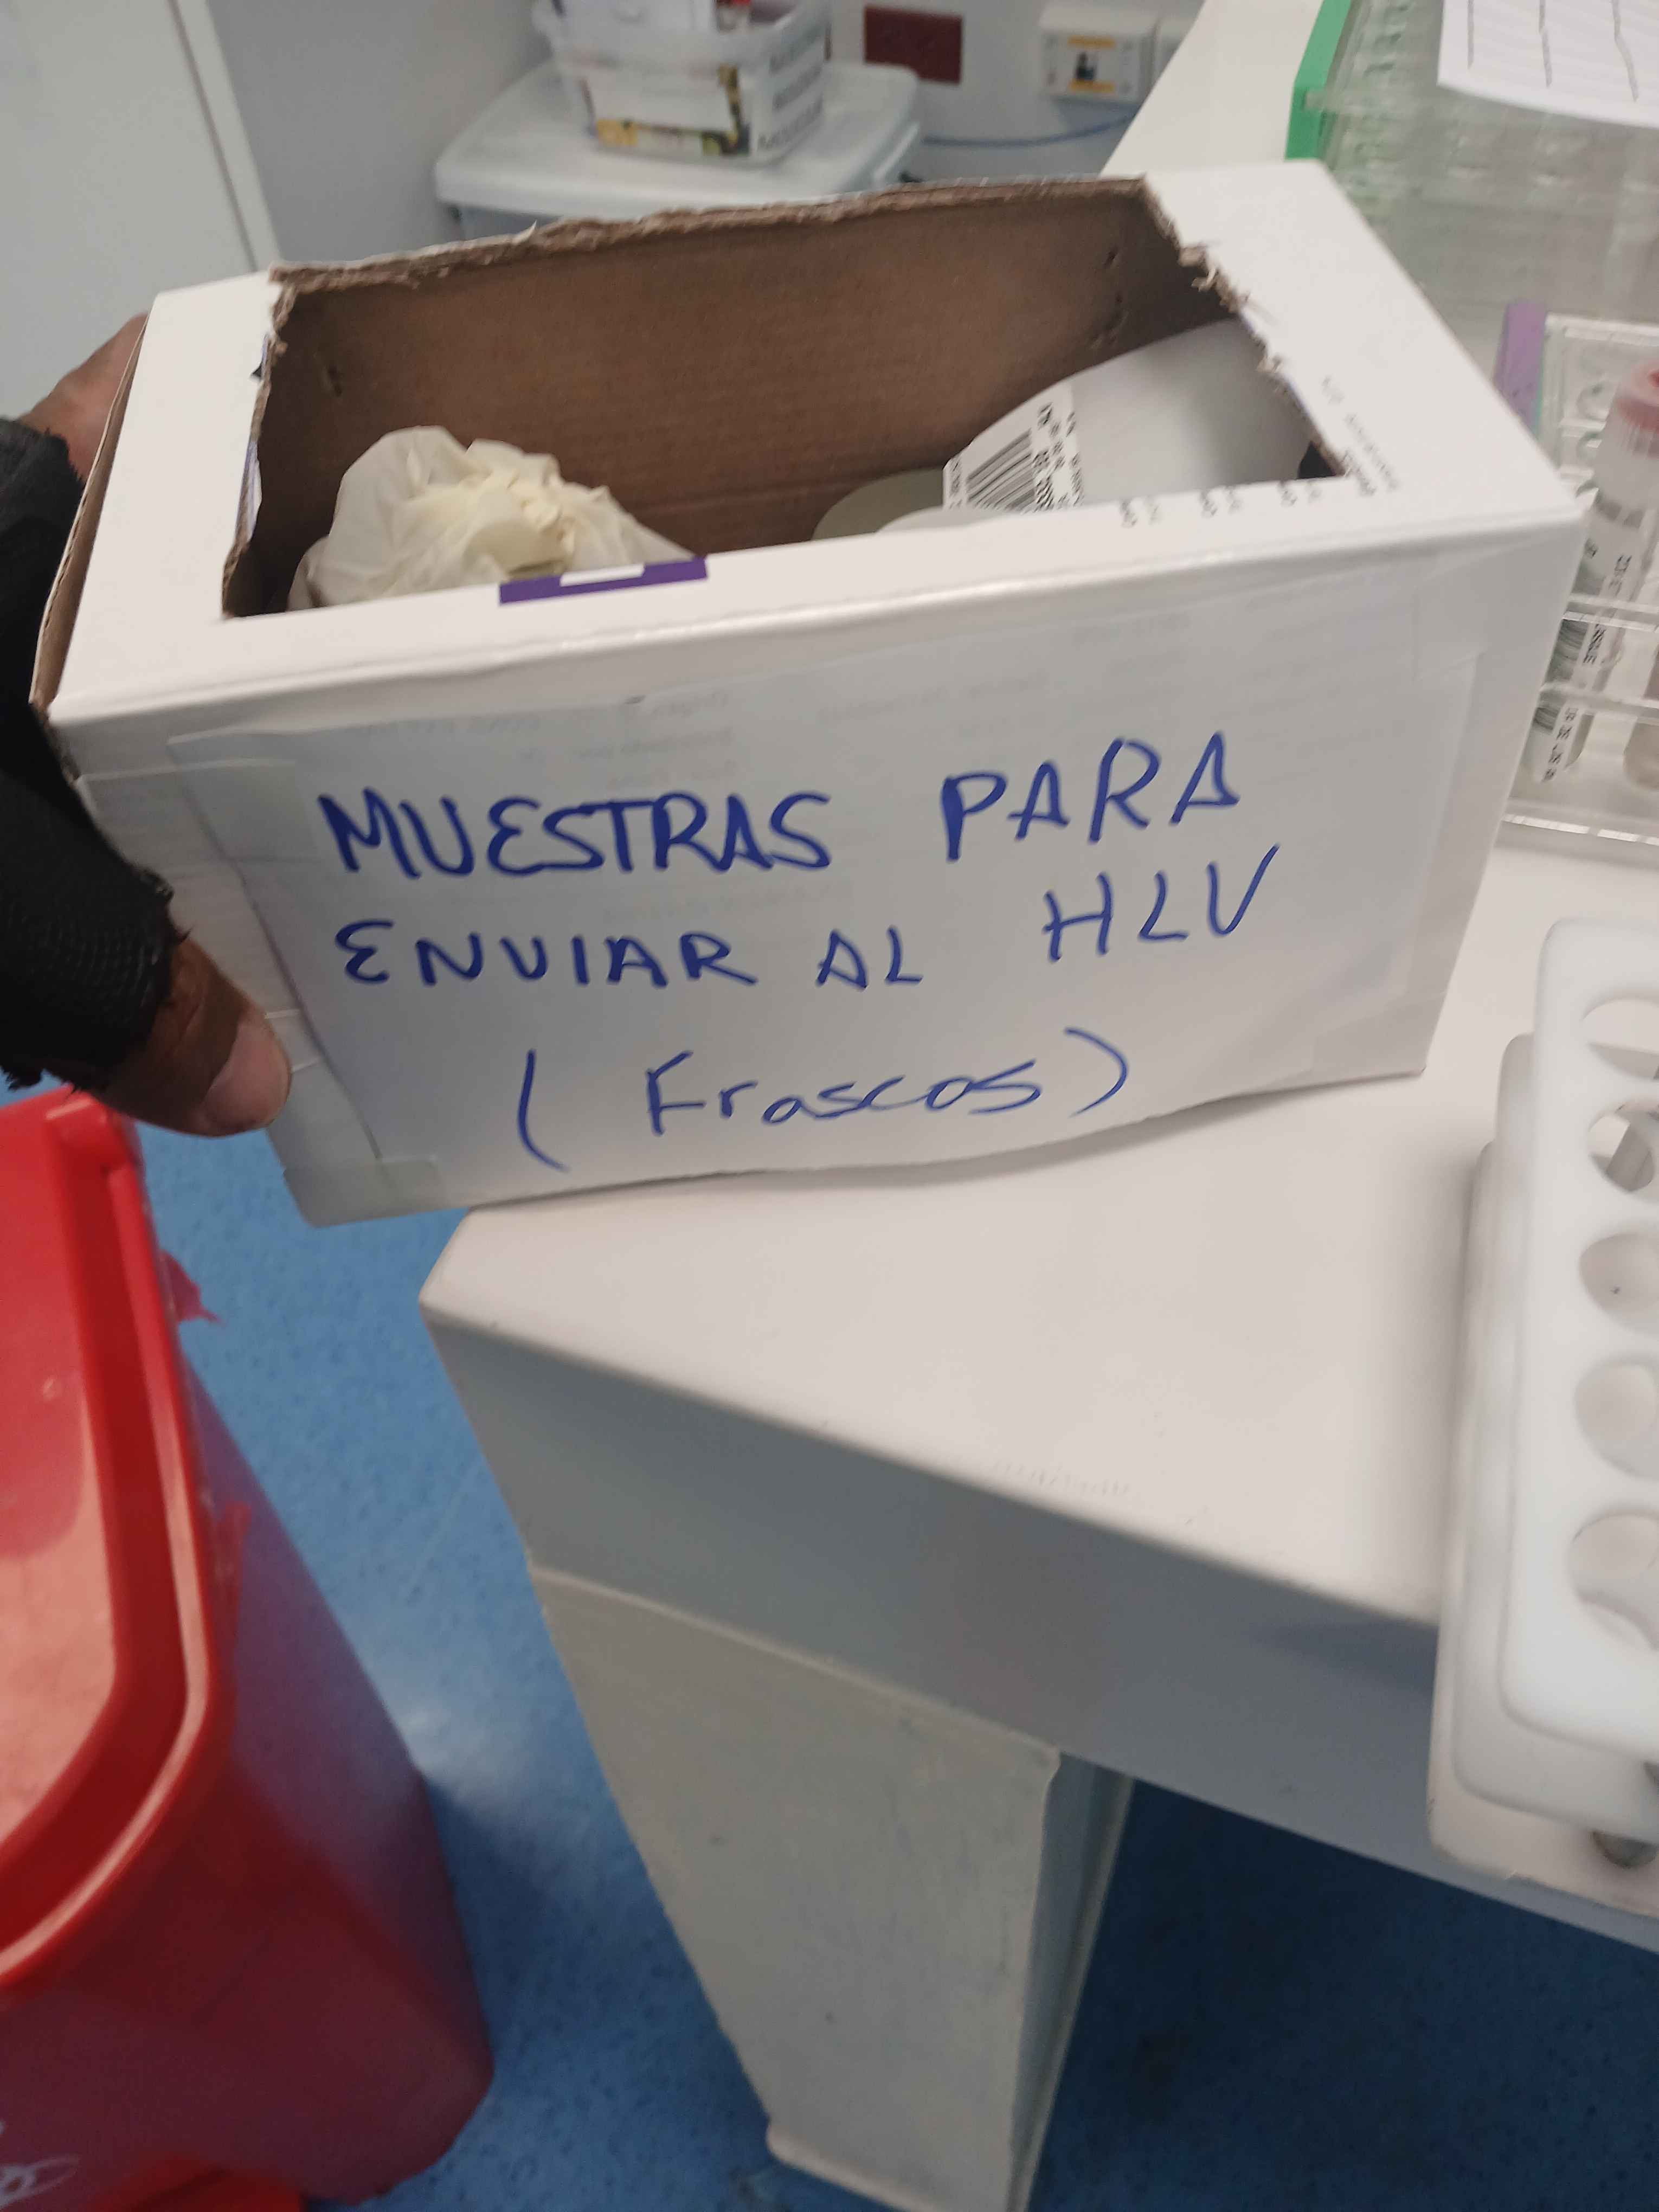 MUESTRAS PARA
ENVIAR AL HLV
(Frascos)